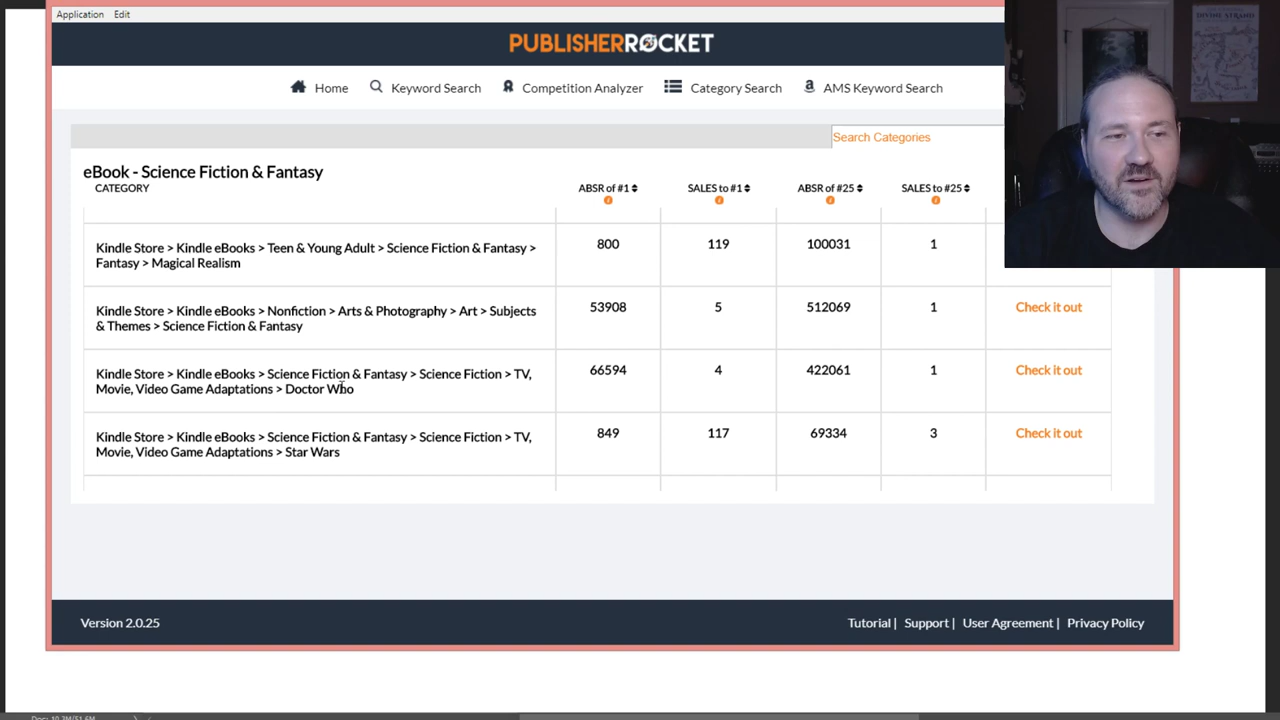 Application Edit
PUBLISHERROCKET
Home Keyword Search Competition Analyzer Category Search AMS Keyword Search
Search Categories
eBook - Science Fiction & Fantasy
CATEGORY ABSR of #1 SALES to #1 ABSR of #25 SALES to #25
Kindle Store > Kindle eBooks > Teen & Young Adult > Science Fiction & Fantasy >
Fantasy > Magical Realism
800 119 100031 1
Kindle Store > Kindle eBooks > Nonfiction > Arts & Photography > Art > Subjects
& Themes > Science Fiction & Fantasy
53908 5 512069 1 Check it out
Kindle Store > Kindle eBooks > Science Fiction & Fantasy > Science Fiction > TV,
Movie, Video Game Adaptations > Doctor Who
66594 4 422061 1 Check it out
Kindle Store > Kindle eBooks > Science Fiction & Fantasy > Science Fiction > TV,
Movie, Video Game Adaptations > Star Wars
849 117 69334 3 Check it out
Version 2.0.25 Tutorial | Support | User Agreement | Privacy Policy